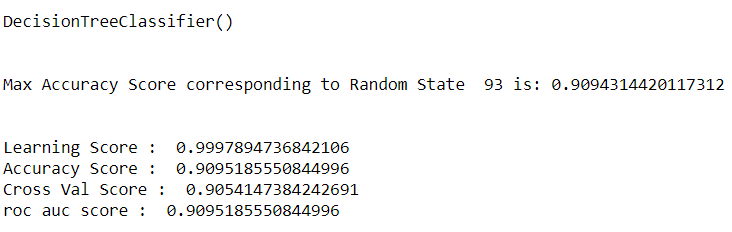 DecisionTreeClassifier()
Max Accuracy Score corresponding to Random State  93 is: 0.9094314420117312
Learning Score :  0.9997894736842106
Accuracy Score :  0.9095185550844996
Cross Val Score :  0.9054147384242691
roc auc score :  0.9095185550844996